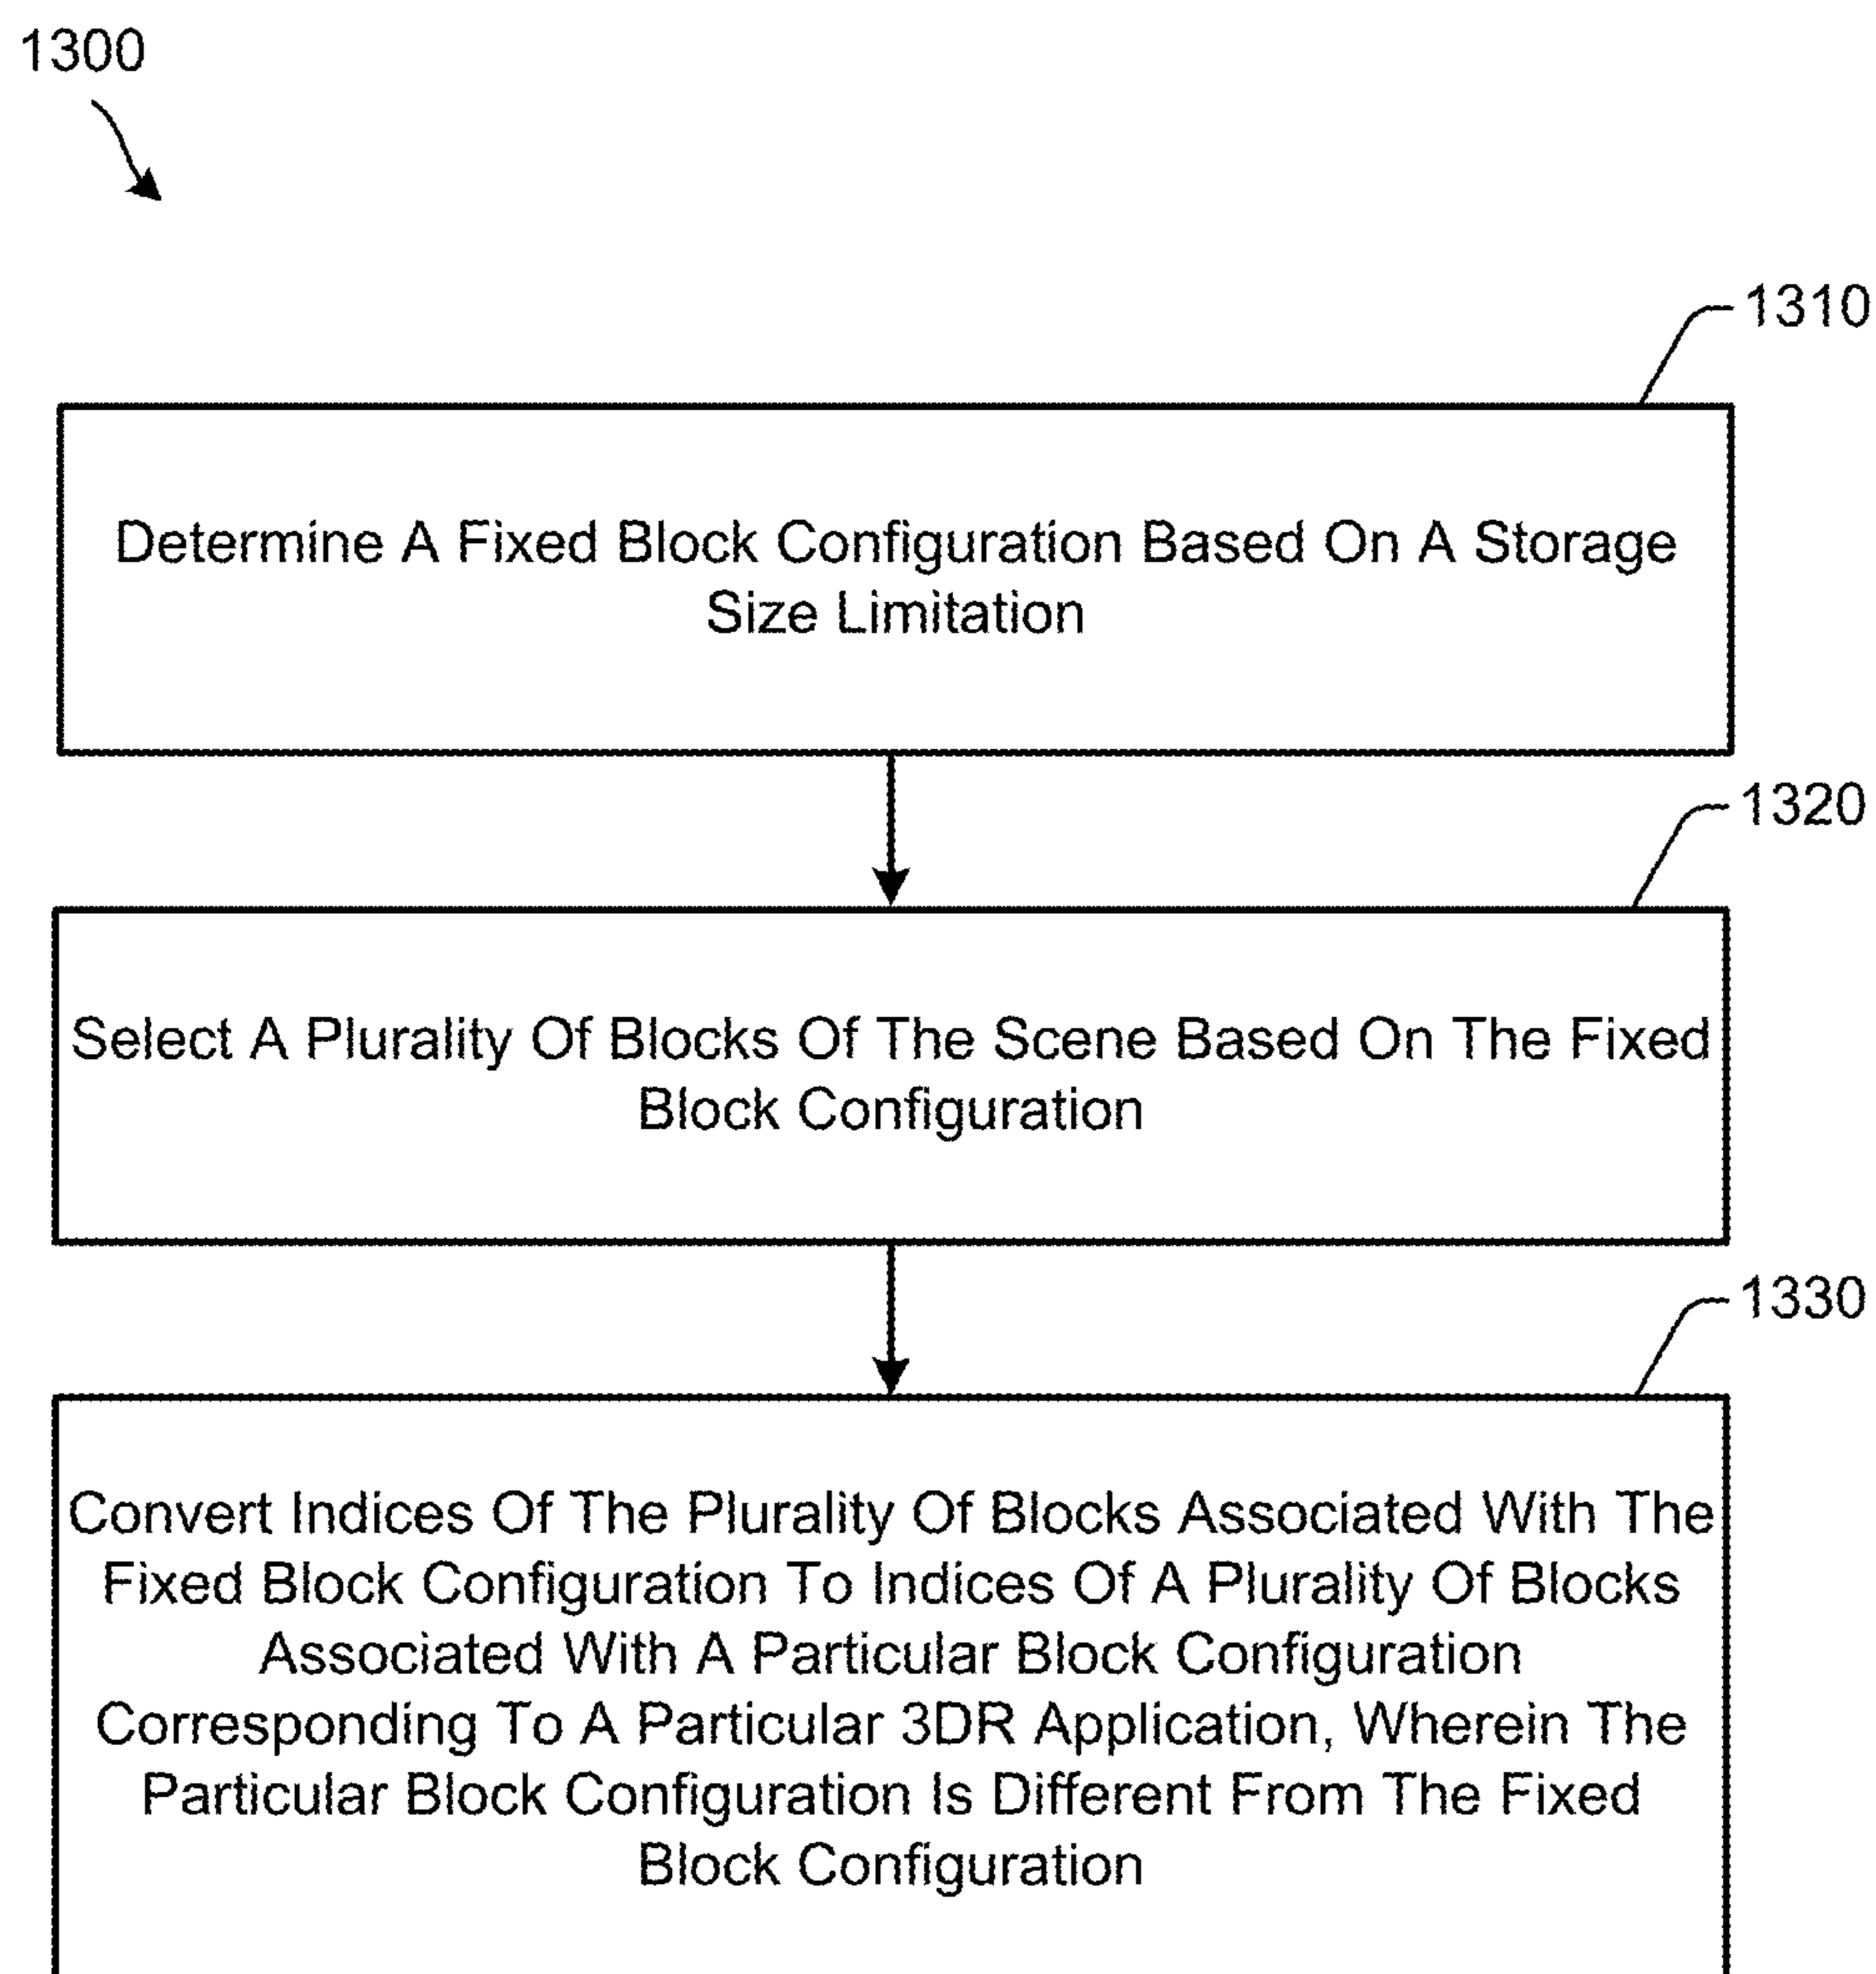 1300
1310
Determine A Fixed Block Configuration Based On A Storage
Size Limitation
1320
Select A Plurality Of Blocks Of The Scene Based On The Fixed
Block Configuration
1330
Convert Indices Of The Plurality Of Blocks Associated With The
Fixed Block Configuration To Indices Of A Plurality Of Blocks
Associated With A Particular Block Configuration
Corresponding To A Particular 3DR Application, Wherein The
Particular Block Configuration Is Different From The Fixed
Block Configuration